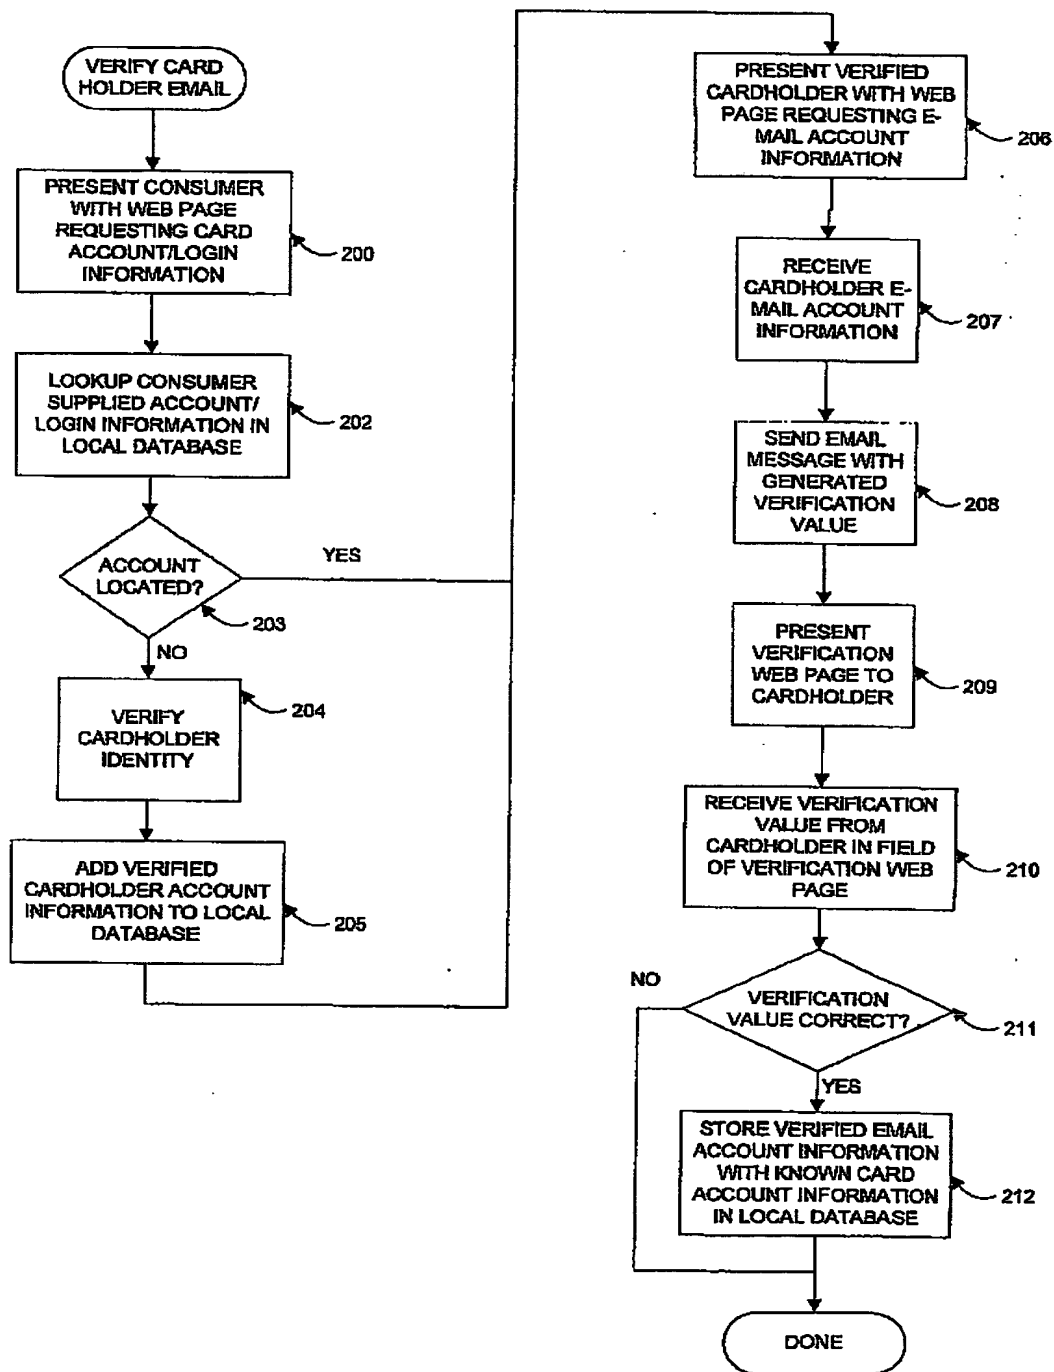 VERIFY CARD
HOLDER EMAIL
PRESENT CONSUMER
WITH WEB PAGE
REQUESTING CARD
ACCOUNT/LOGIN
INFORMATION
200
LOOKUP CONSUMER
SUPPLIED ACCOUNT/
LOGIN INFORMATION IN
LOCAL DATABASE
202
ACCOUNT
LOCATED?
YES
203
NO
VERIFY
CARDHOLDER
IDENTITY
204
ADD VERIFIED
CARDHOLDER ACCOUNT
INFORMATION TO LOCAL
DATABASE
205
PRESENT VERIFIED
CARDHOLDER WITH WEB
PAGE REQUESTING E-
MAIL ACCOUNT
INFORMATION
206
RECEIVE
CARDHOLDER E-
MAIL ACCOUNT
INFORMATION
207
SEND EMAIL
MESSAGE WITH
GENERATED
VERIFICATION
VALUE
208
PRESENT
VERIFICATION
WEB PAGE TO
CARDHOLDER
209
RECEIVE VERIFICATION
VALUE FROM
CARDHOLDER IN FIELD
OF VERIFICATION WEB
PAGE
210
NO
VERIFICATION
VALUE CORRECT?
211
YES
STORE VERIFIED EMAIL
ACCOUNT INFORMATION
WITH KNOWN CARD
ACCOUNT INFORMATION
IN LOCAL DATABASE
212
DONE